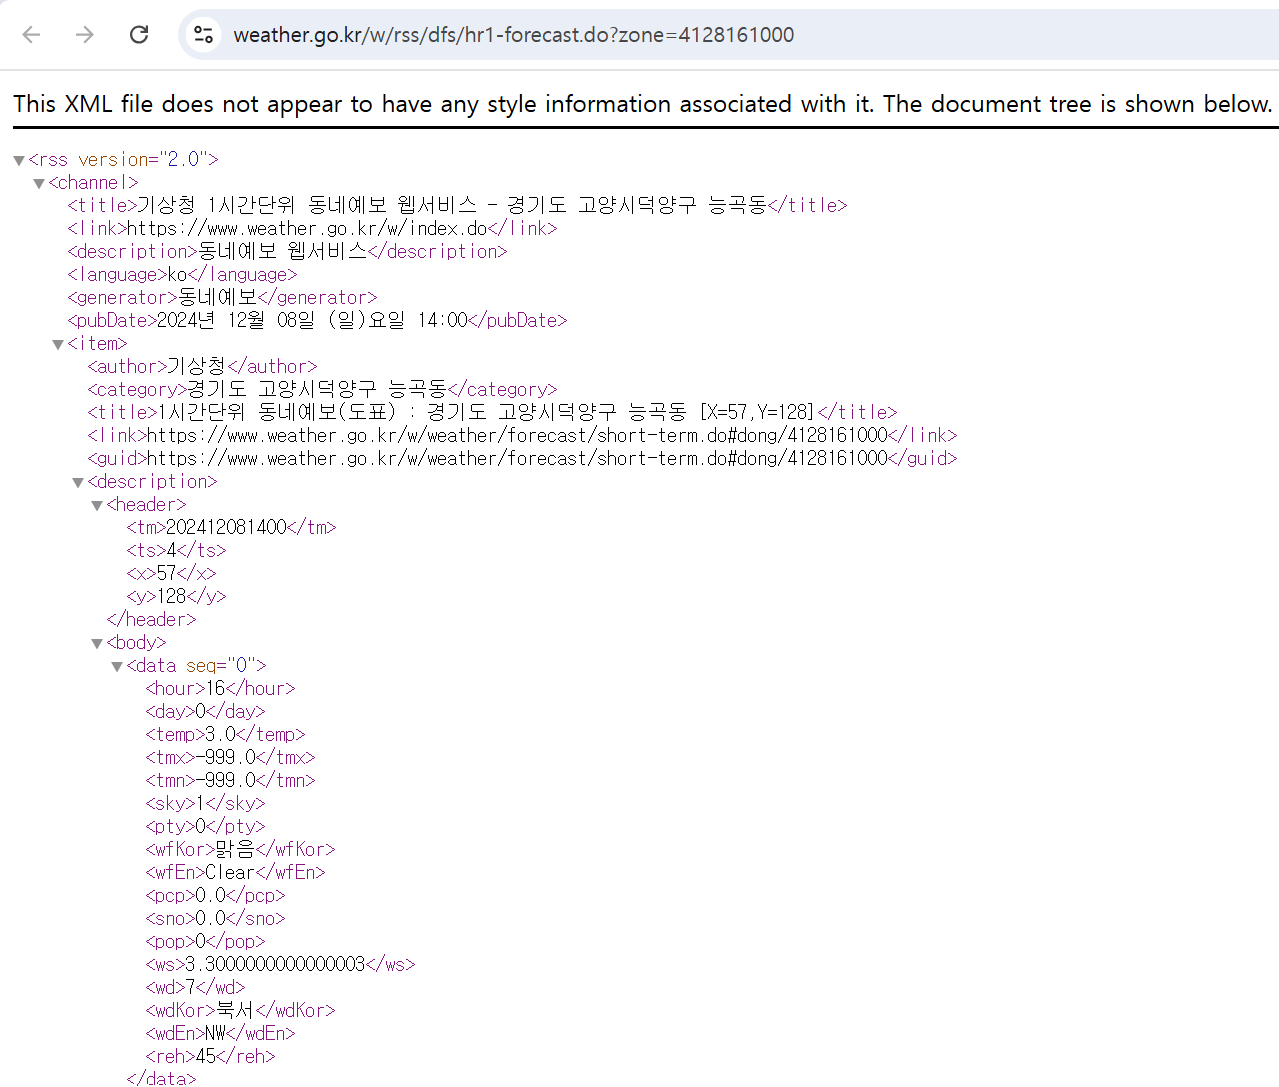 weather.go.kr/w/rss/dfs/hr1-forecast.do?zone=4128161000
This XML file does not appear to have any style information associated with it. The document tree is shown below.
▼<rss version="2.0">
▼<channel>
<title>기상청 1시간단위 동네예보 웹서비스 - 경기도 고양시덕양구 능곡동</title>
<link>https://www.weather.go.kr/w/index.do</link>
<description>동네예보 웹서비스</description>
<language>ko</language>
<generator>동네예보</generator>
<pubDate>2024년 12월 08일 (일)요일 14:00</pubDate>
▼<item>
<author>기상청</author>
<category>경기도 고양시덕양구 능곡동</category>
<title>1시간단위 동네예보(도표) : 경기도 고양시덕양구 능곡동 [X=57,Y=128]</title>
<link>https://www.weather.go.kr/w/weather/forecast/short-term.do#dong/4128161000</link>
<guid>https://www.weather.go.kr/w/weather/forecast/short-term.do#dong/4128161000</guid>
▼<description>
▼<header>
<tm>202412081400</tm>
<ts>4</ts>
<x>57</x>
<y>128</y>
</header>
▼<body>
▼<data seq="0">
<hour>16</hour>
<day>0</day>
<temp>3.0</temp>
<tmx>-999.0</tmx>
<tmn>-999.0</tmn>
<sky>1</sky>
<pty>0</pty>
<wfKor>맑음</wfKor>
<wfEn>Clear</wfEn>
<pcp>0.0</pcp>
<sno>0.0</sno>
<pop>0</pop>
<ws>3.3000000000000003</ws>
<wd>7</wd>
<wdKor>북서</wdKor>
<wdEn>NW</wdEn>
<reh>45</reh>
</data>